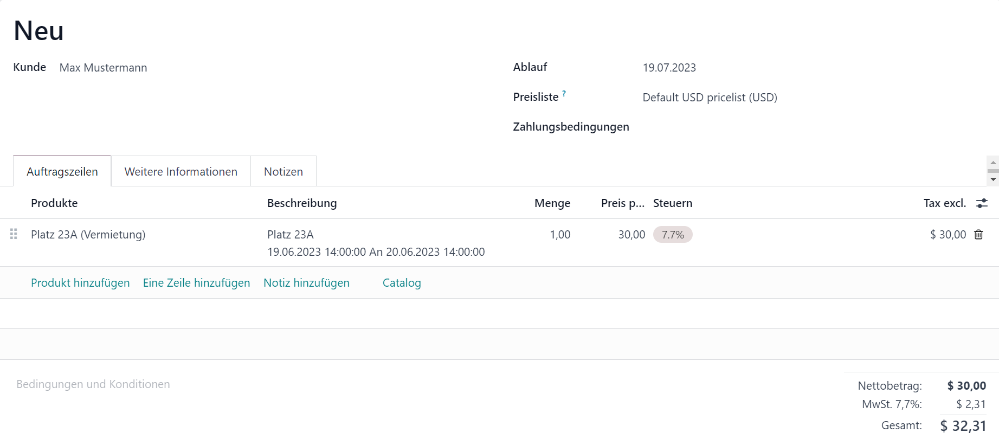 Neu
Kunde Max Mustermann
Ablauf 19.07.2023
Preisliste ? Default USD pricelist (USD)
Zahlungsbedingungen
Auftragszeilen Weitere Informationen Notizen
Produkte Beschreibung Menge Preis p... Steuern Tax excl.
Platz 23A (Vermietung) Platz 23A 1,00 30,00 7.7% $ 30,00
19.06.2023 14:00:00 An 20.06.2023 14:00:00
Produkt hinzufügen Eine Zeile hinzufügen Notiz hinzufügen Catalog
Bedingungen und Konditionen
Nettobetrag: $ 30,00
MwSt. 7,7%: $ 2,31
Gesamt: $ 32,31